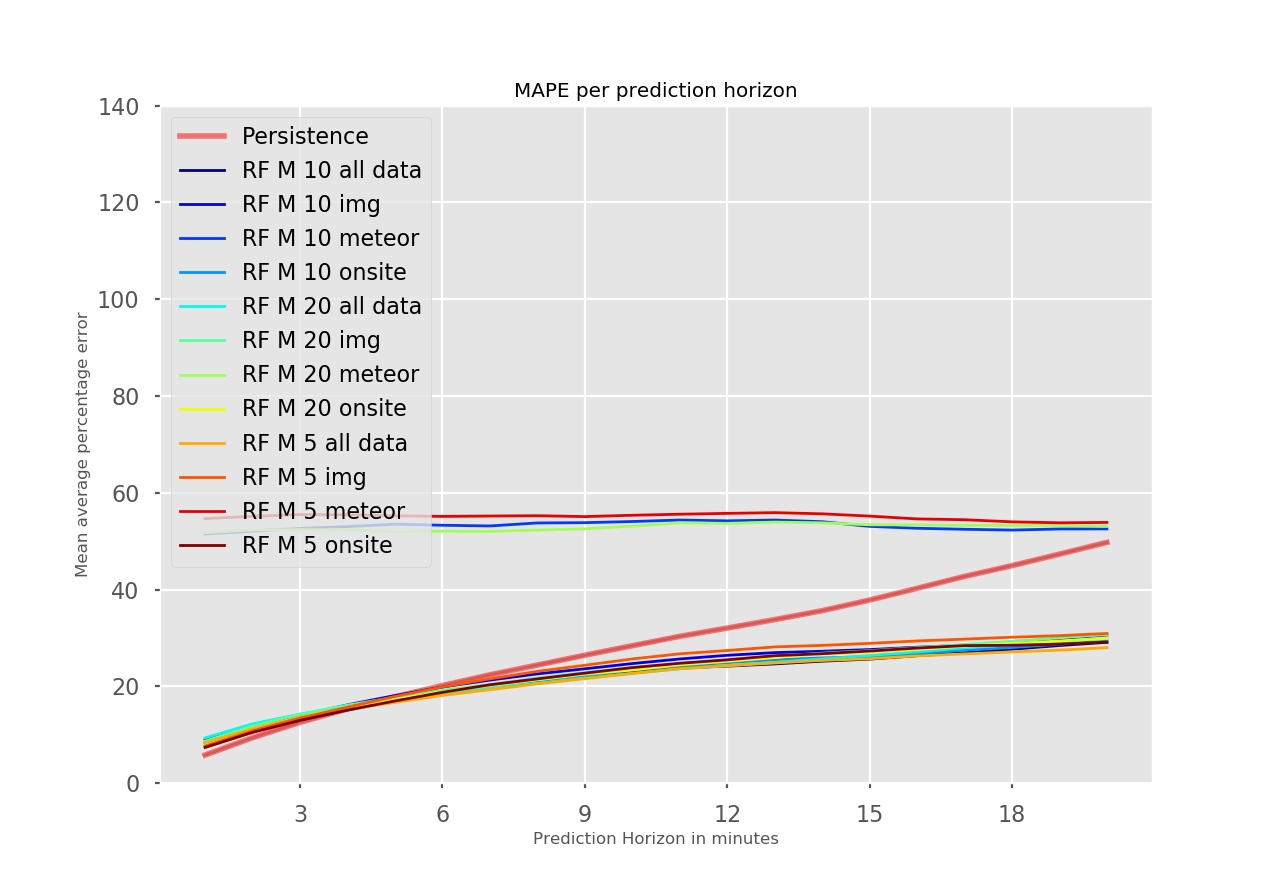 MAPE per prediction horizon
140
120
100
80
60
40
20
0
Mean average percentage error
Persistence
RF M 10 all data
RF M 10 img
RF M 10 meteor
RF M 10 onsite
RF M 20 all data
RF M 20 img
RF M 20 meteor
RF M 20 onsite
RF M 5 all data
RF M 5 img
RF M 5 meteor
RF M 5 onsite
3 6 9 12 15 18
Prediction Horizon in minutes